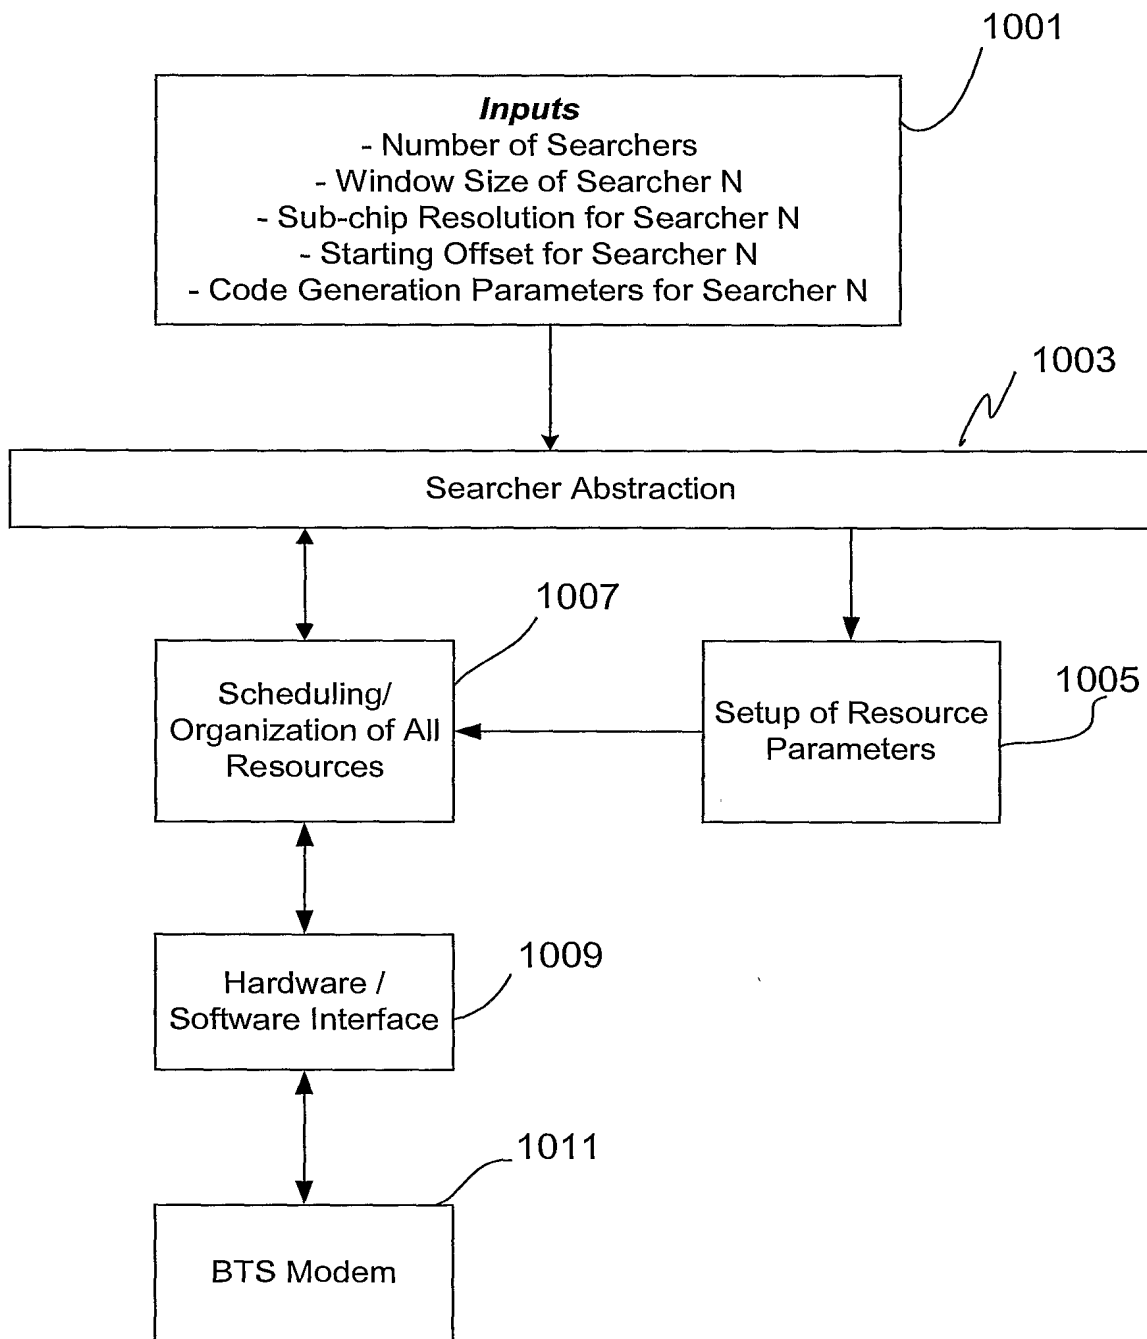 1001
Inputs
- Number of Searchers
- Window Size of Searcher N
- Sub-chip Resolution for Searcher N
- Starting Offset for Searcher N
- Code Generation Parameters for Searcher N
1003
Searcher Abstraction
1007
Scheduling/
Organization of All
Resources
1005
Setup of Resource
Parameters
1009
Hardware /
Software Interface
1011
BTS Modem